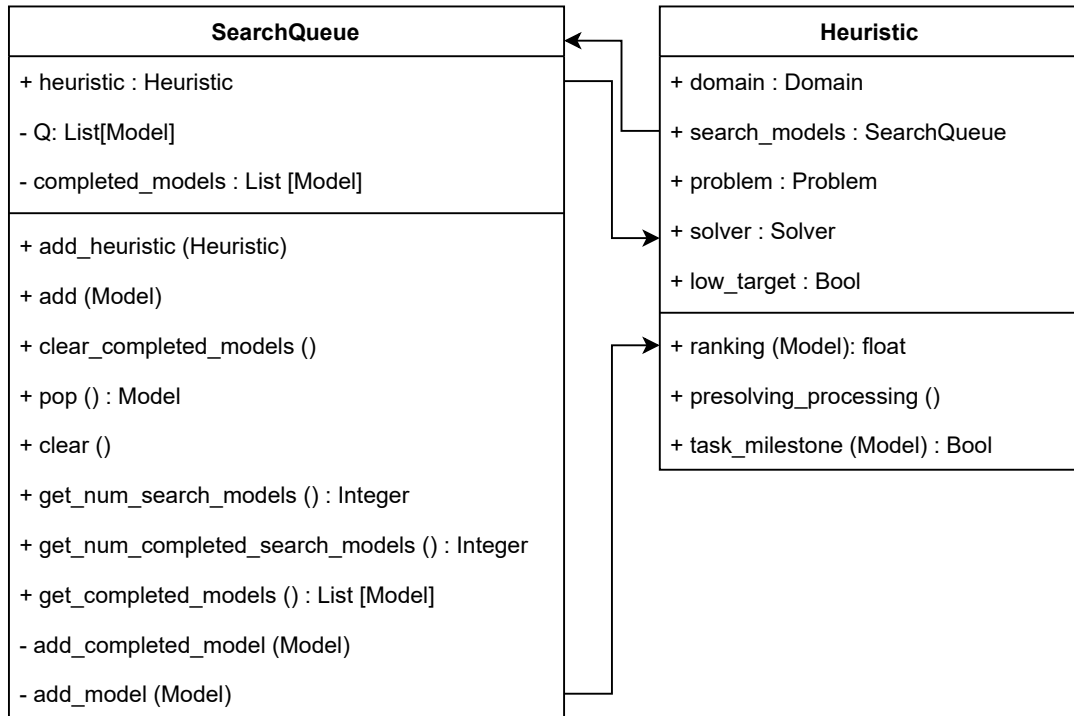 SearchQueue
+ heuristic : Heuristic
- Q: List[Model]
- completed_models : List [Model]
+ add_heuristic (Heuristic)
+ add (Model)
+ clear_completed_models ()
+ pop () : Model
+ clear ()
+ get_num_search_models () : Integer
+ get_num_completed_search_models () : Integer
+ get_completed_models () : List [Model]
- add_completed_model (Model)
- add_model (Model)
Heuristic
+ domain : Domain
+ search_models : SearchQueue
+ problem : Problem
+ solver : Solver
+ low_target : Bool
+ ranking (Model): float
+ presolving_processing ()
+ task_milestone (Model) : Bool